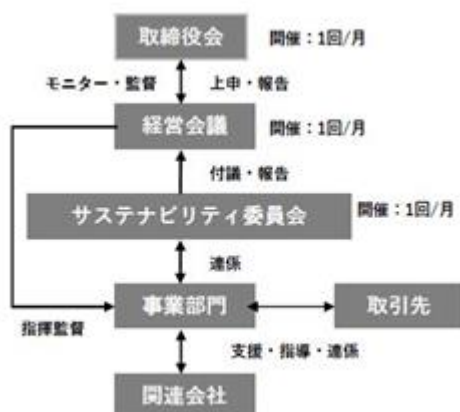 取締役会 開催：1回/月
モニター・監督 上申・報告
経営会議 開催：1回/月
付議・報告
サステナビリティ委員会 開催：1回/月
連係
事業部門 取引先
指揮監督
支援・指導・連係
関連会社